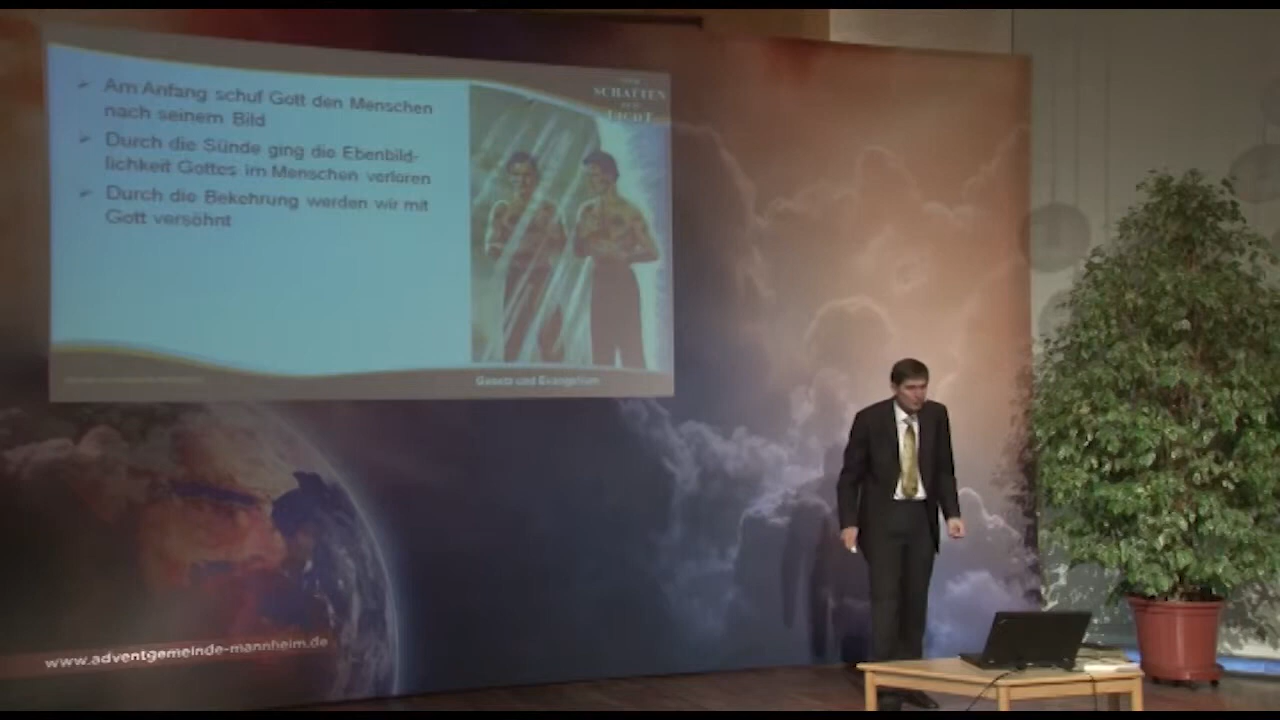 Am Anfang schuf Gott den Menschen
nach seinem Bild
Durch die Sünde ging die Ebenbild-
lichkeit Gottes im Menschen verloren
Durch die Bekehrung werden wir mit
Gott versöhnt
SCHATTEN
LICHT
Gesetz und Evangelium
www.adventgemeinde-mannheim.de